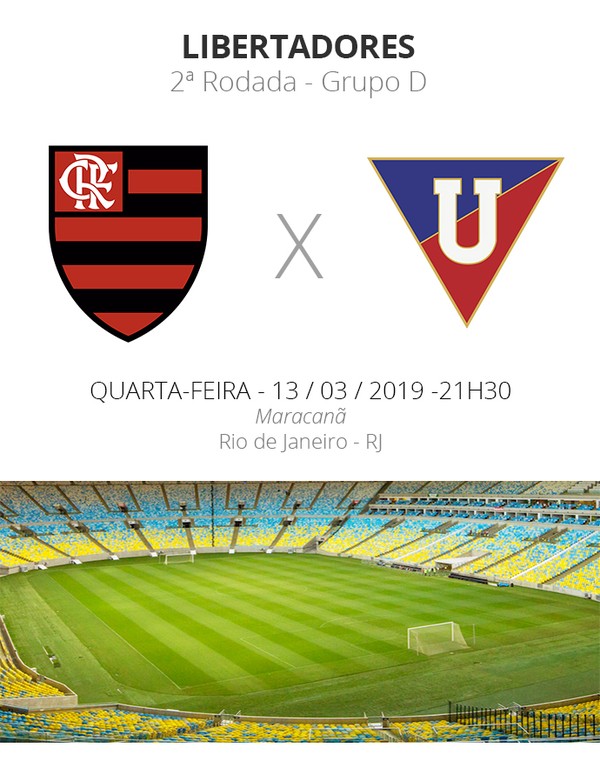 LIBERTADORES
2ª Rodada - Grupo D
CRF
X
U
QUARTA-FEIRA - 13 / 03 / 2019 -21H30
Maracanã
Rio de Janeiro - RJ